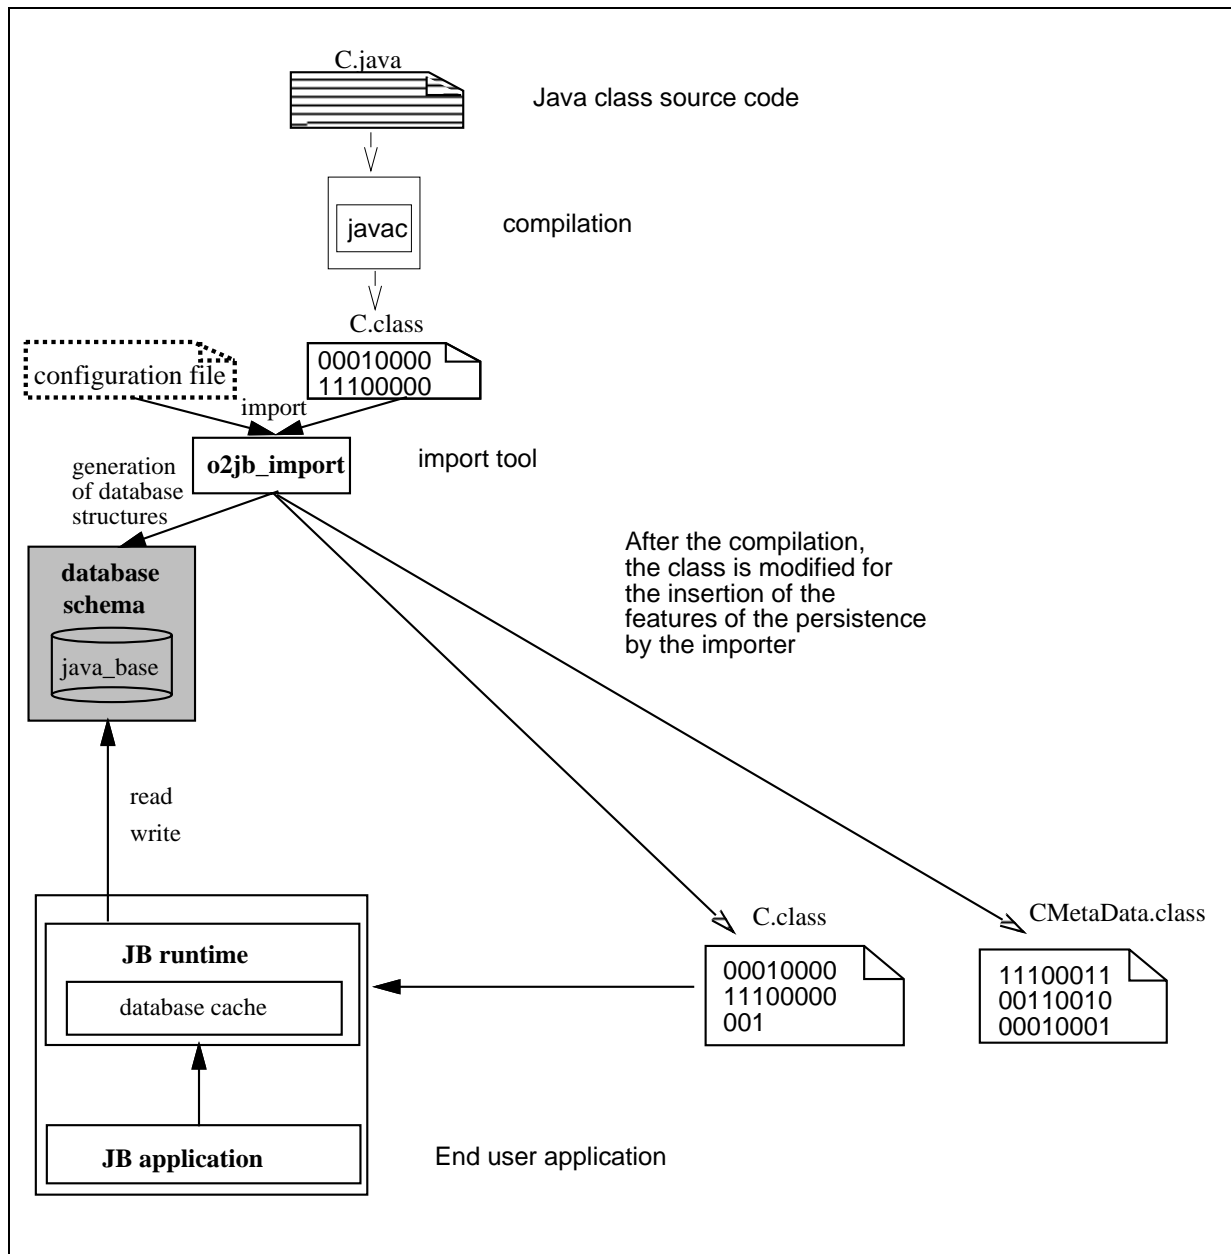 C.java
Java class source code
javac
compilation
C.class
00010000
11100000
configuration file
import
o2jb_import
import tool
generation
of database
structures
After the compilation,
the class is modified for
the insertion of the
features of the persistence
by the importer
database
schema
java_base
read
write
C.class
CMetaData.class
00010000
11100000
001
11100011
00110010
00010001
JB runtime
database cache
JB application
End user application